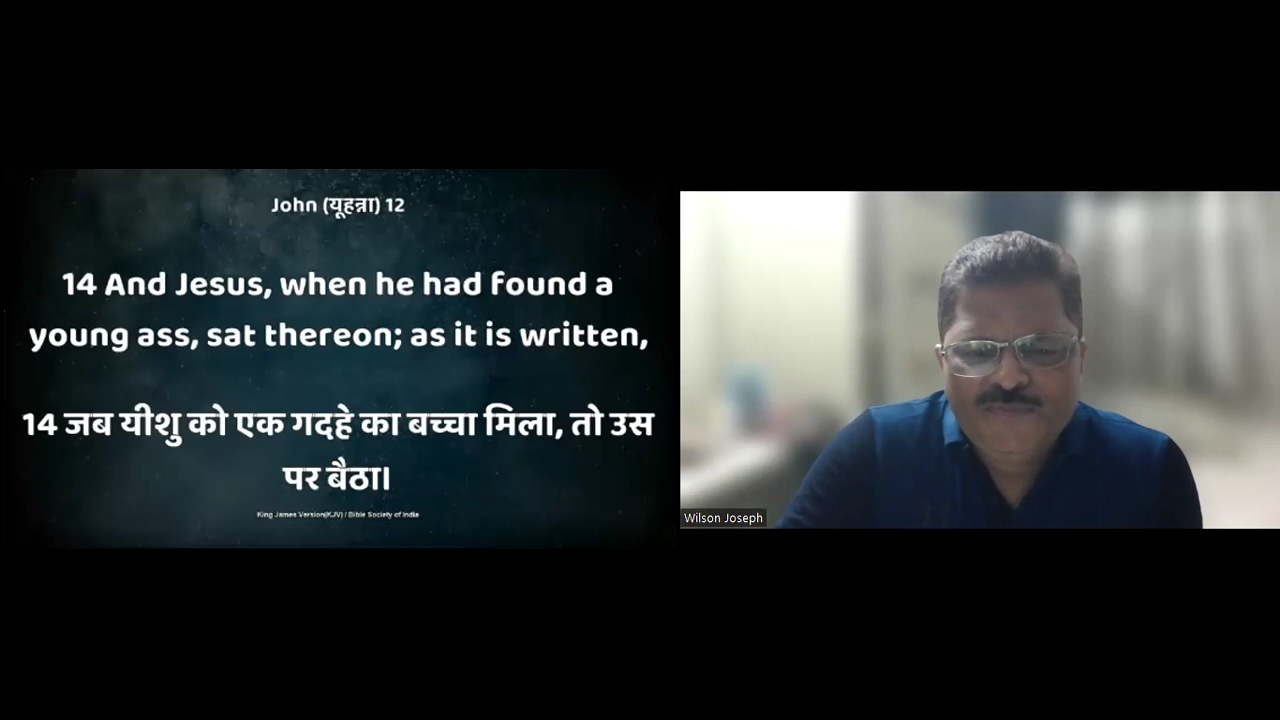 John (यूहन्ना) 12
14 And Jesus, when he had found a
young ass, sat thereon; as it is written,
14 जब यीशु को एक गदहे का बच्चा मिला, तो उस
पर बैठा।
King James Version(KJV) / Bible Society of India
Wilson Joseph